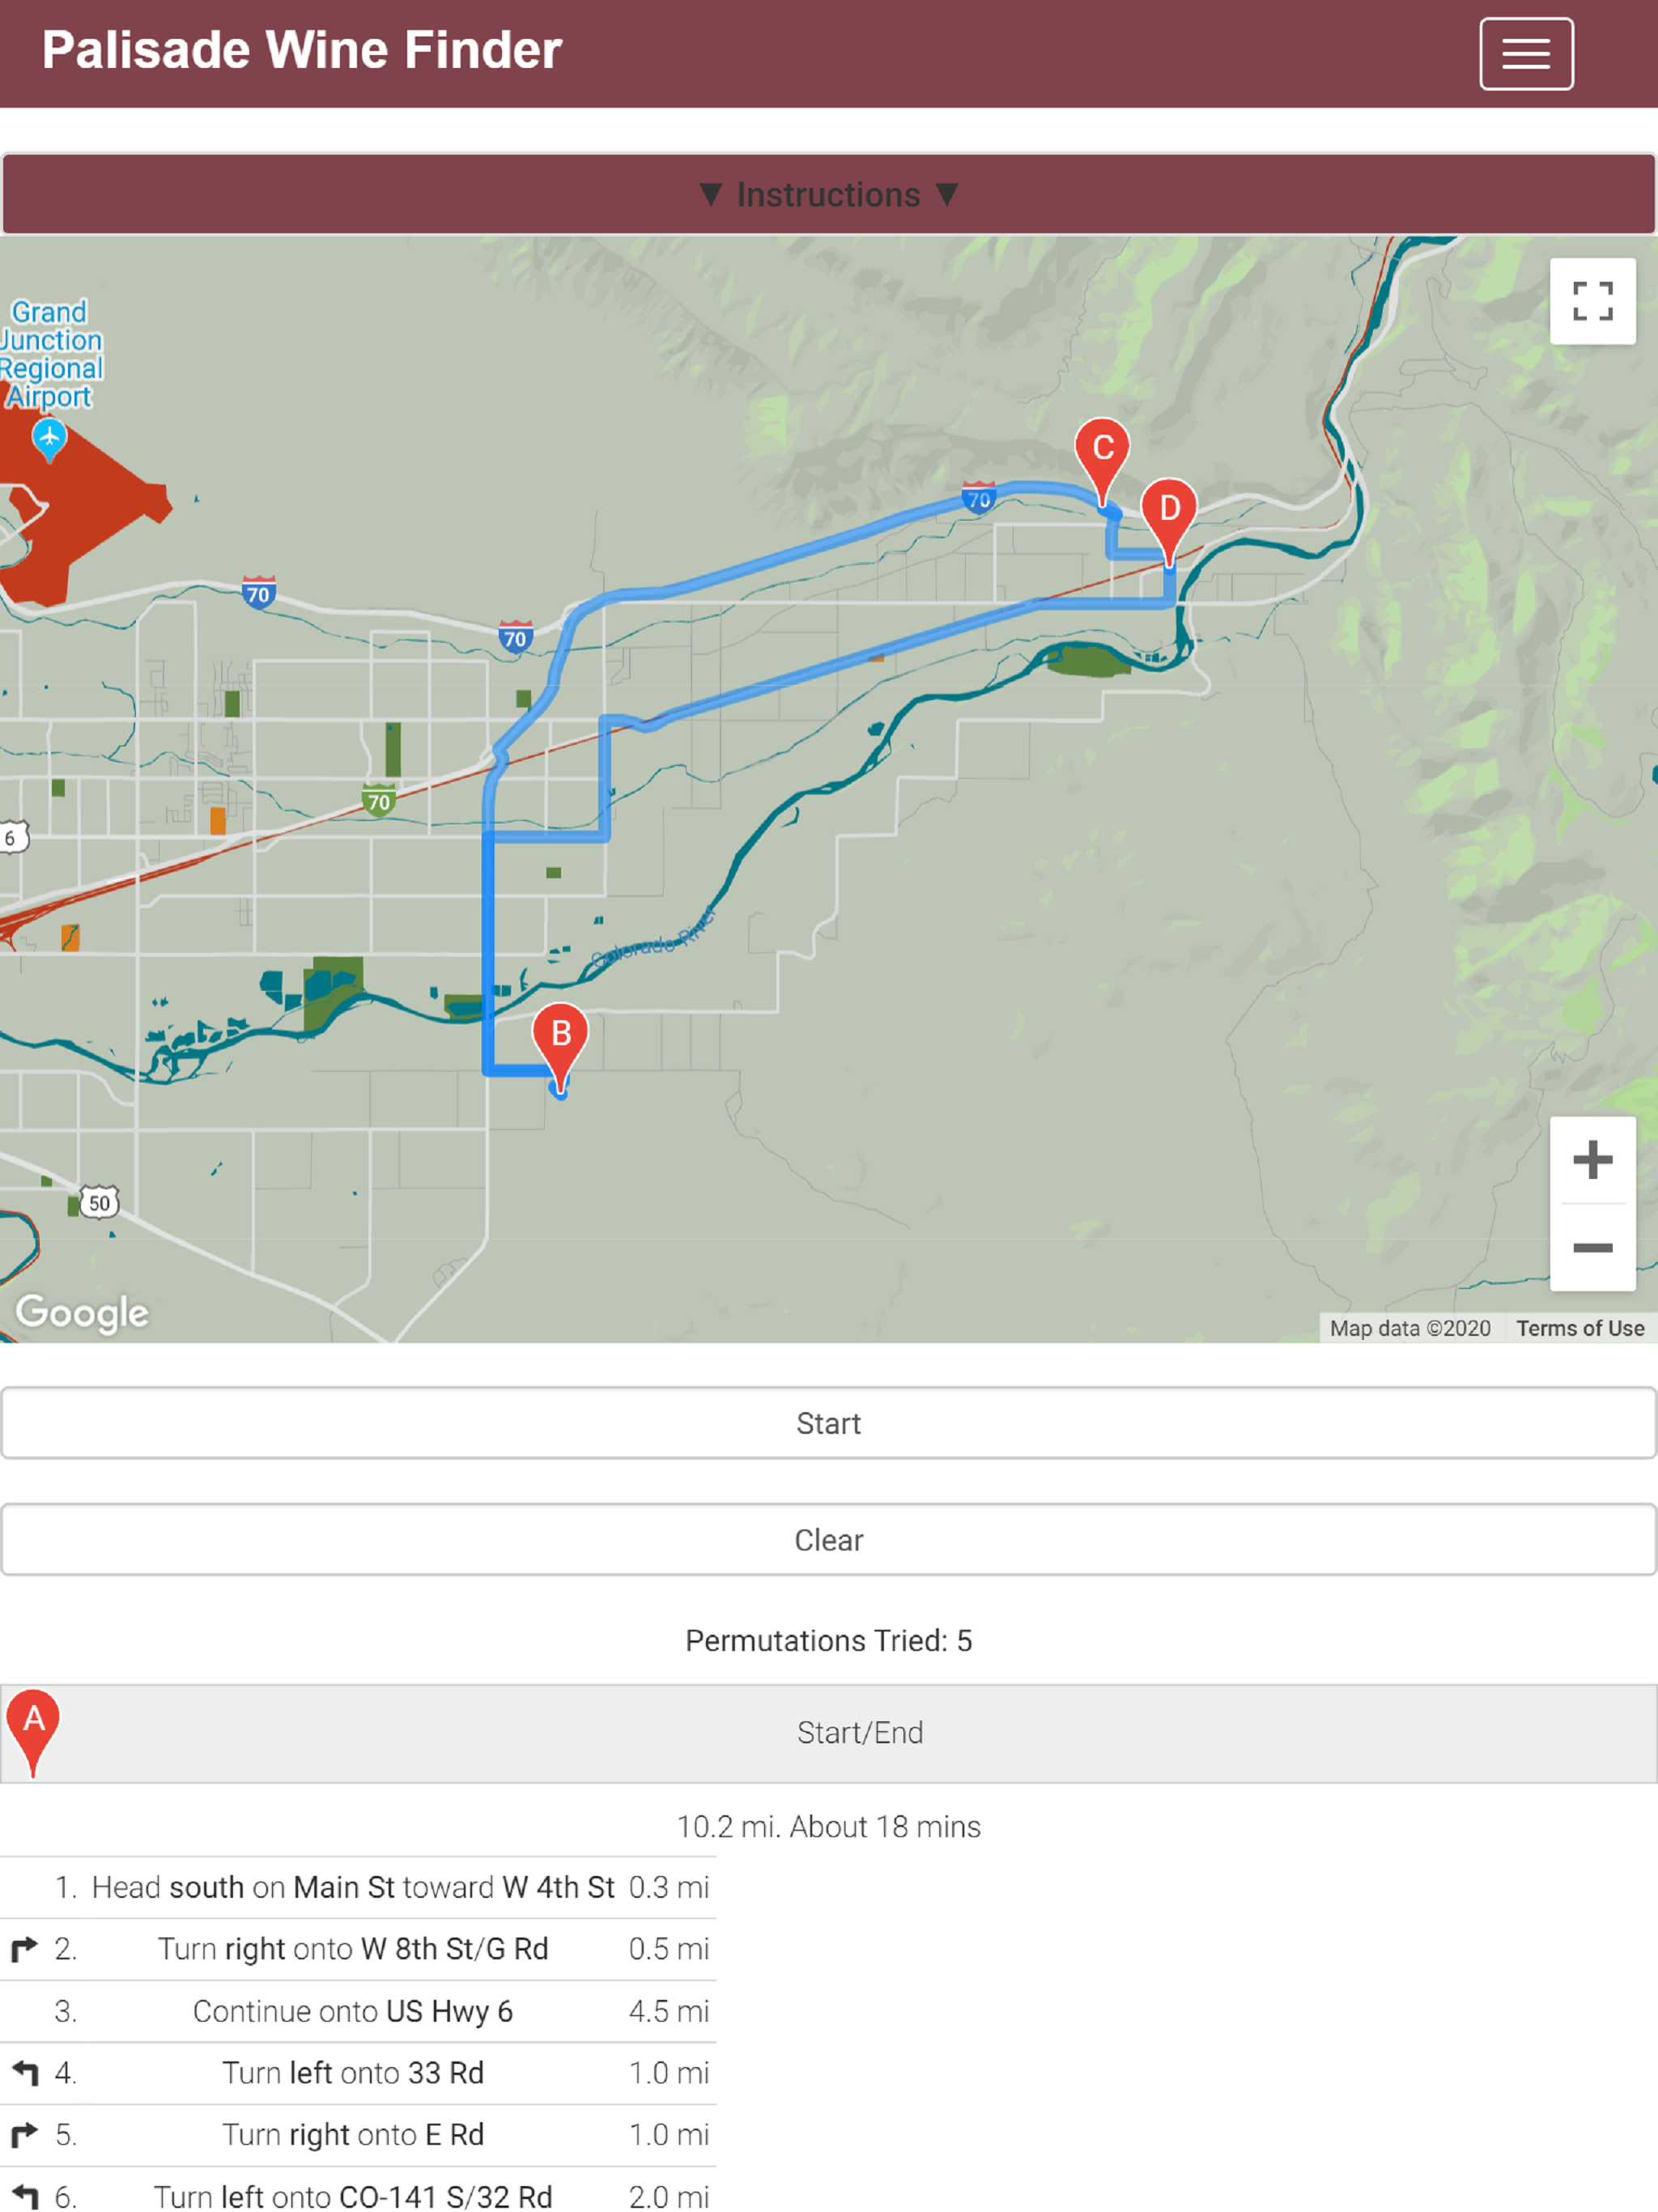 Palisade Wine Finder
▼ Instructions ▼
Grand
Junction
Regional
Airport
C
D
70
70
70
70
6
Colorado River
B
50
Google
Map data ©2020 Terms of Use
Start
Clear
Permutations Tried: 5
A
Start/End
10.2 mi. About 18 mins
1. Head south on Main St toward W 4th St 0.3 mi
2. Turn right onto W 8th St/G Rd 0.5 mi
3. Continue onto US Hwy 6 4.5 mi
4. Turn left onto 33 Rd 1.0 mi
5. Turn right onto E Rd 1.0 mi
6. Turn left onto CO-141 S/32 Rd 2.0 mi